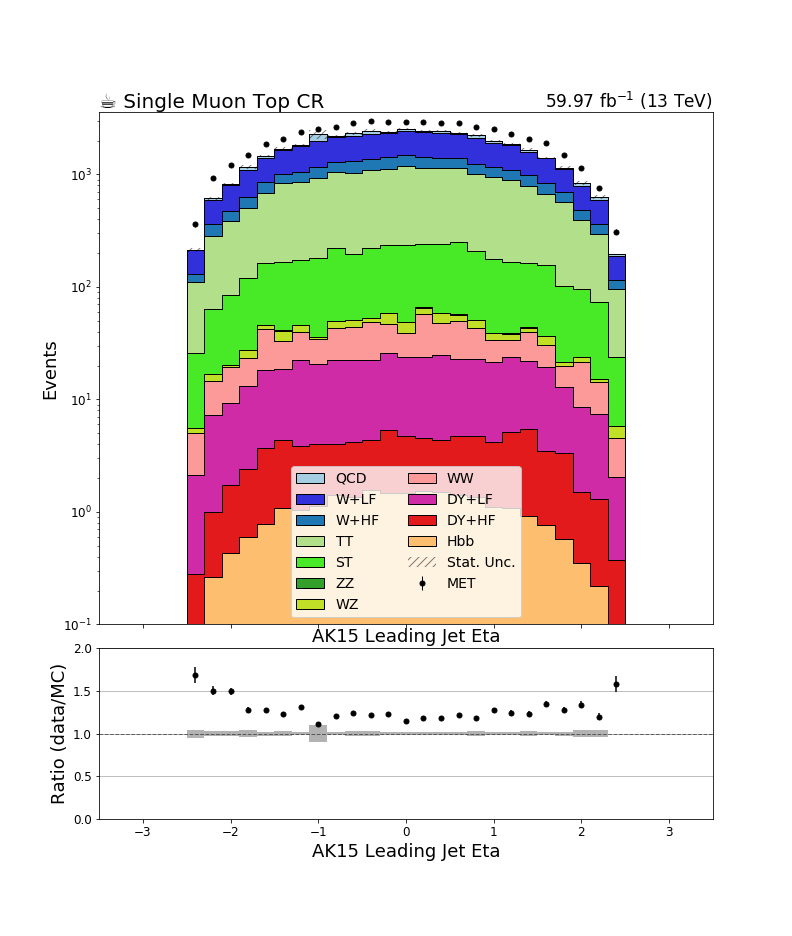 ☕ Single Muon Top CR 59.97 fb⁻¹ (13 TeV)
Events
10³
10²
10¹
10⁰
10⁻¹
QCD WW
W+LF DY+LF
W+HF DY+HF
TT Hbb
ST Stat. Unc.
ZZ MET
WZ
AK15 Leading Jet Eta
Ratio (data/MC)
2.0
1.5
1.0
0.5
0.0
−3 −2 −1 0 1 2 3
AK15 Leading Jet Eta